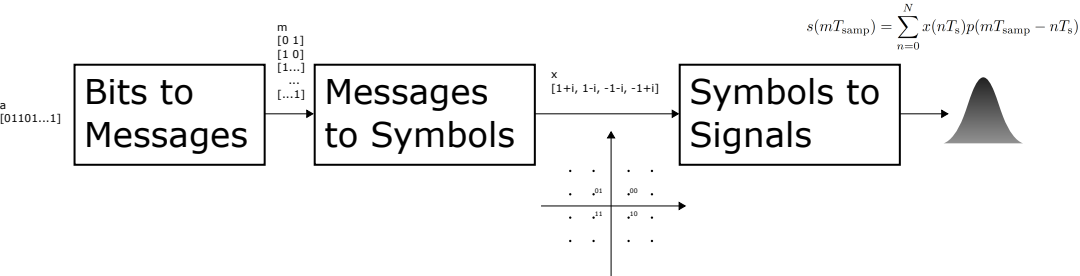 a
[01101...1]
Bits to
Messages
m
[0 1]
[1 0]
[1...]
...
[...1]
Messages
to Symbols
x
[1+i, 1-i, -1-i, -1+i]
01
00
11
10
Symbols to
Signals
s(mT_samp) = ∑_{n=0}^{N} x(nT_s)p(mT_samp − nT_s)